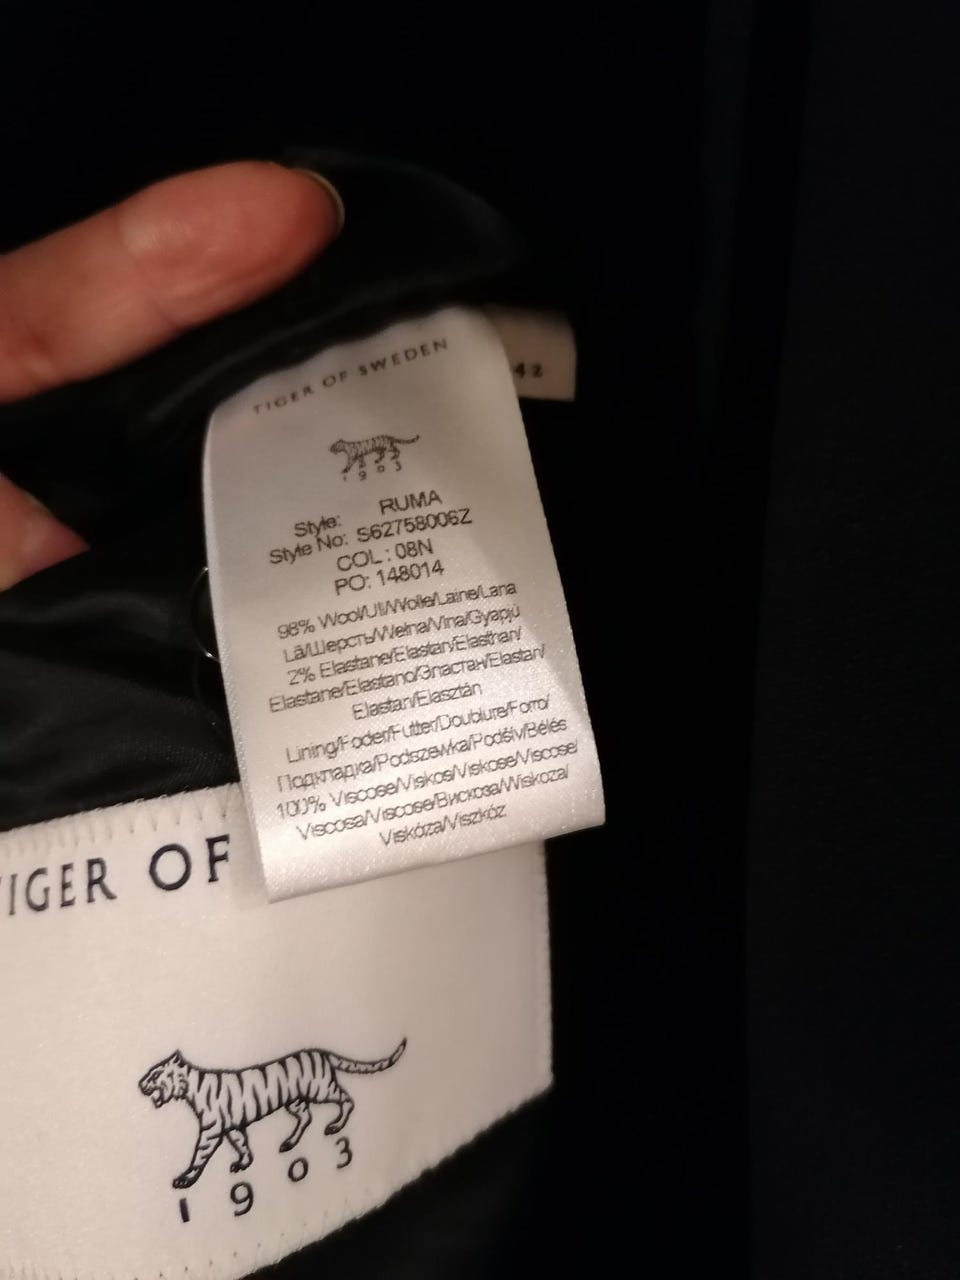 TIGER OF SWEDEN
42
1903
Style: RUMA
Style No: S62758006Z
COL : 08N
PO: 148014
98% Wool/Ull/Wolle/Laine/Lana
Lã/Шерсть/Wełna/Vlna/Gyapjú
2% Elastane/Elastan/Elasthan/
Elastane/Elastano/Эластан/Elastan/
Elastan/Elasztán
Lining/Foder/Futter/Doublure/Forro/
Подкладка/Podszewka/Podšív/Bélés
100% Viscose/Viskos/Viskose/Viscose/
Viscosa/Viscose/Вискоза/Wiskoza/
Viskóza/Viszkóz
TIGER OF
1903